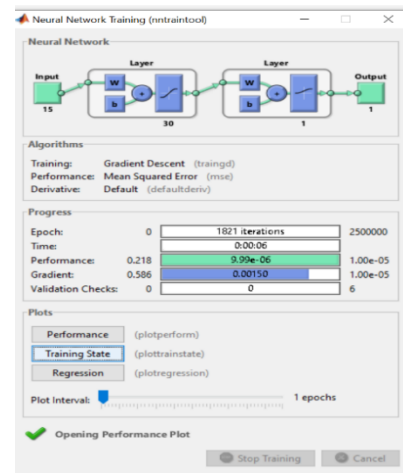 Neural Network Training (nntraintool)
Neural Network
Layer Layer
Input Output
W W
b b
15 30 1 1
Algorithms
Training: Gradient Descent (traingd)
Performance: Mean Squared Error (mse)
Derivative: Default (defaultderiv)
Progress
Epoch: 0 1821 iterations 2500000
Time: 0:00:06
Performance: 0.218 9.99e-06 1.00e-05
Gradient: 0.586 0.00150 1.00e-05
Validation Checks: 0 0 6
Plots
Performance (plotperform)
Training State (plottrainstate)
Regression (plotregression)
Plot Interval: 1 epochs
Opening Performance Plot
Stop Training Cancel